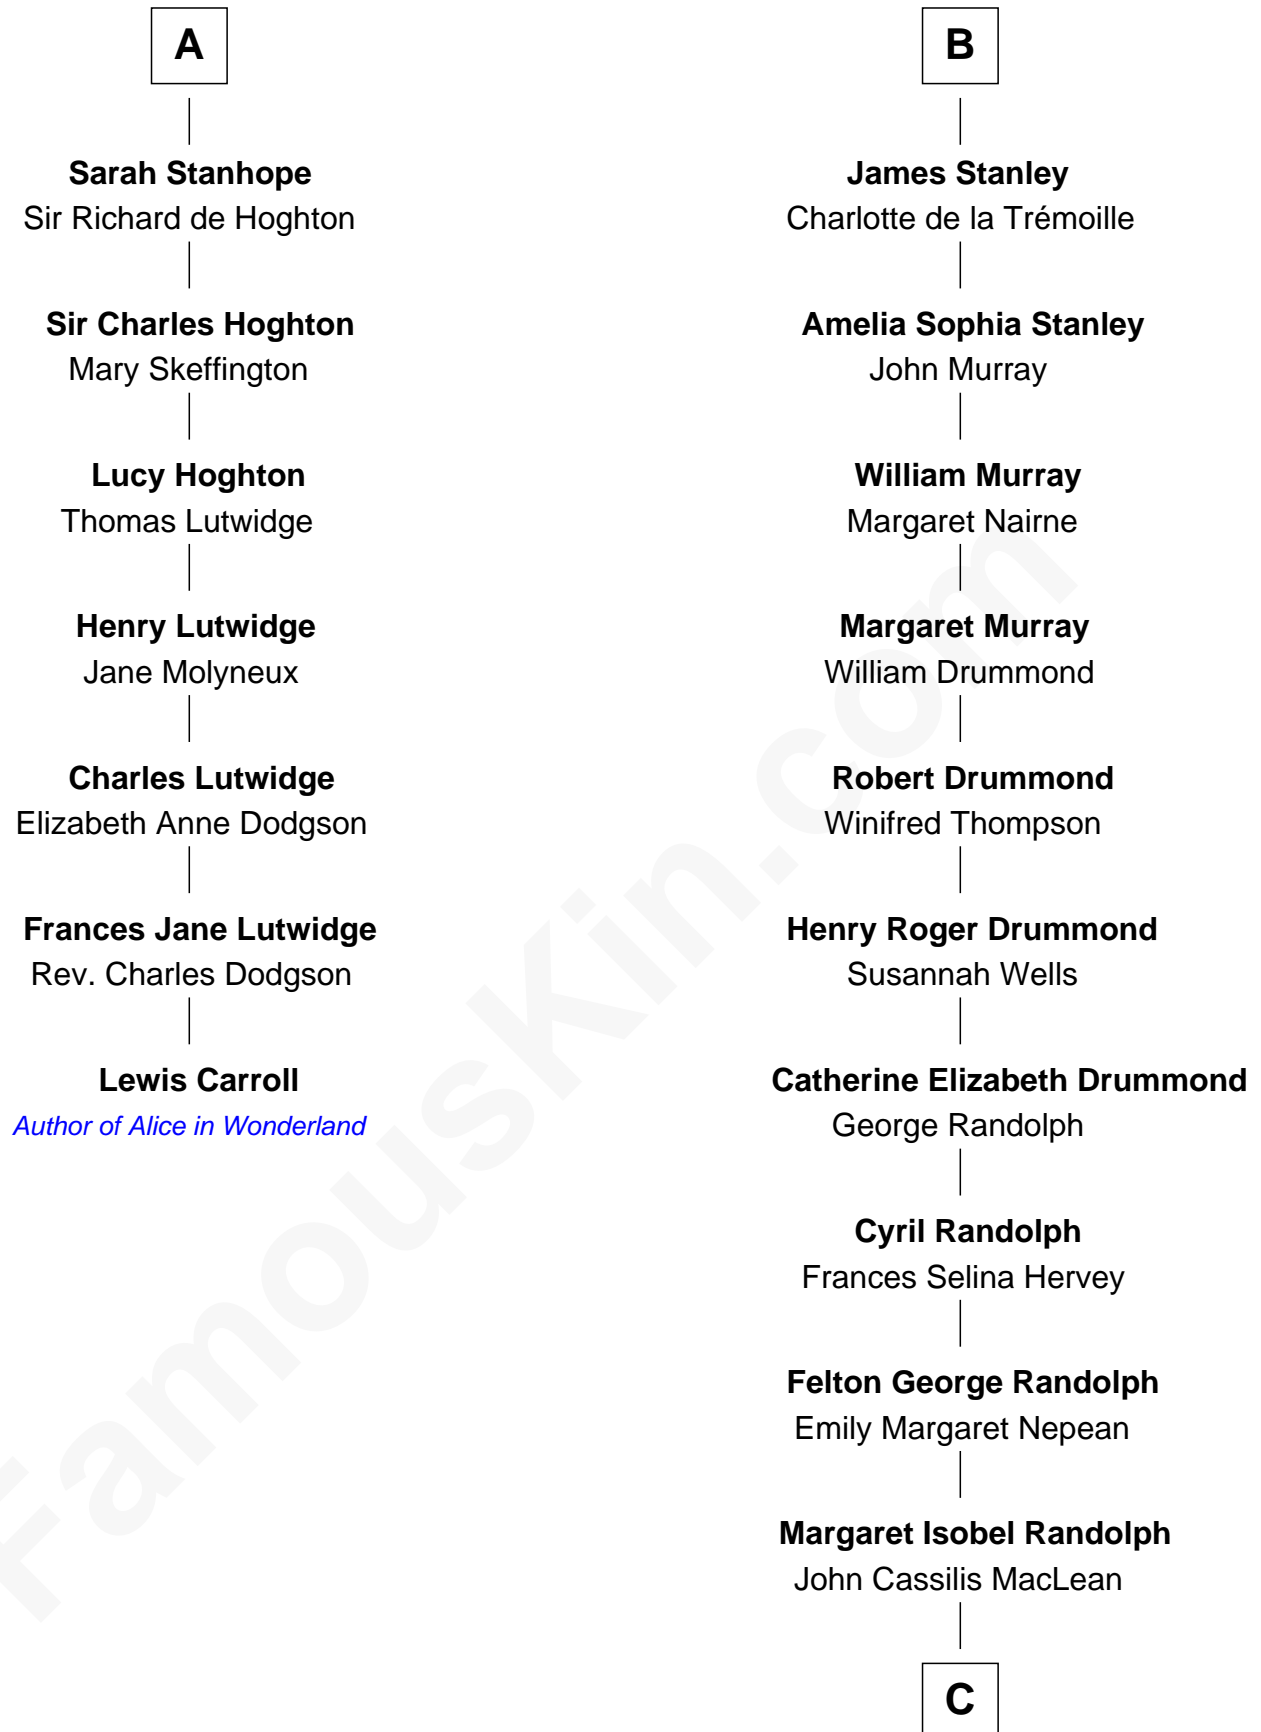 A
Sarah Stanhope
Sir Richard de Hoghton
Sir Charles Hoghton
Mary Skeffington
Lucy Hoghton
Thomas Lutwidge
Henry Lutwidge
Jane Molyneux
Charles Lutwidge
Elizabeth Anne Dodgson
Frances Jane Lutwidge
Rev. Charles Dodgson
Lewis Carroll
Author of Alice in Wonderland
B
James Stanley
Charlotte de la Trémoille
Amelia Sophia Stanley
John Murray
William Murray
Margaret Nairne
Margaret Murray
William Drummond
Robert Drummond
Winifred Thompson
Henry Roger Drummond
Susannah Wells
Catherine Elizabeth Drummond
George Randolph
Cyril Randolph
Frances Selina Hervey
Felton George Randolph
Emily Margaret Nepean
Margaret Isobel Randolph
John Cassilis MacLean
C
FamousKin.com